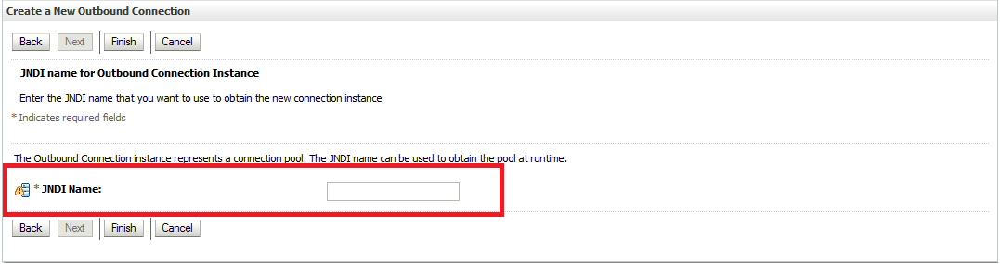 Create a New Outbound Connection
Back Next Finish Cancel
JNDI name for Outbound Connection Instance
Enter the JNDI name that you want to use to obtain the new connection instance
* Indicates required fields
The Outbound Connection instance represents a connection pool. The JNDI name can be used to obtain the pool at runtime.
* JNDI Name:
Back Next Finish Cancel